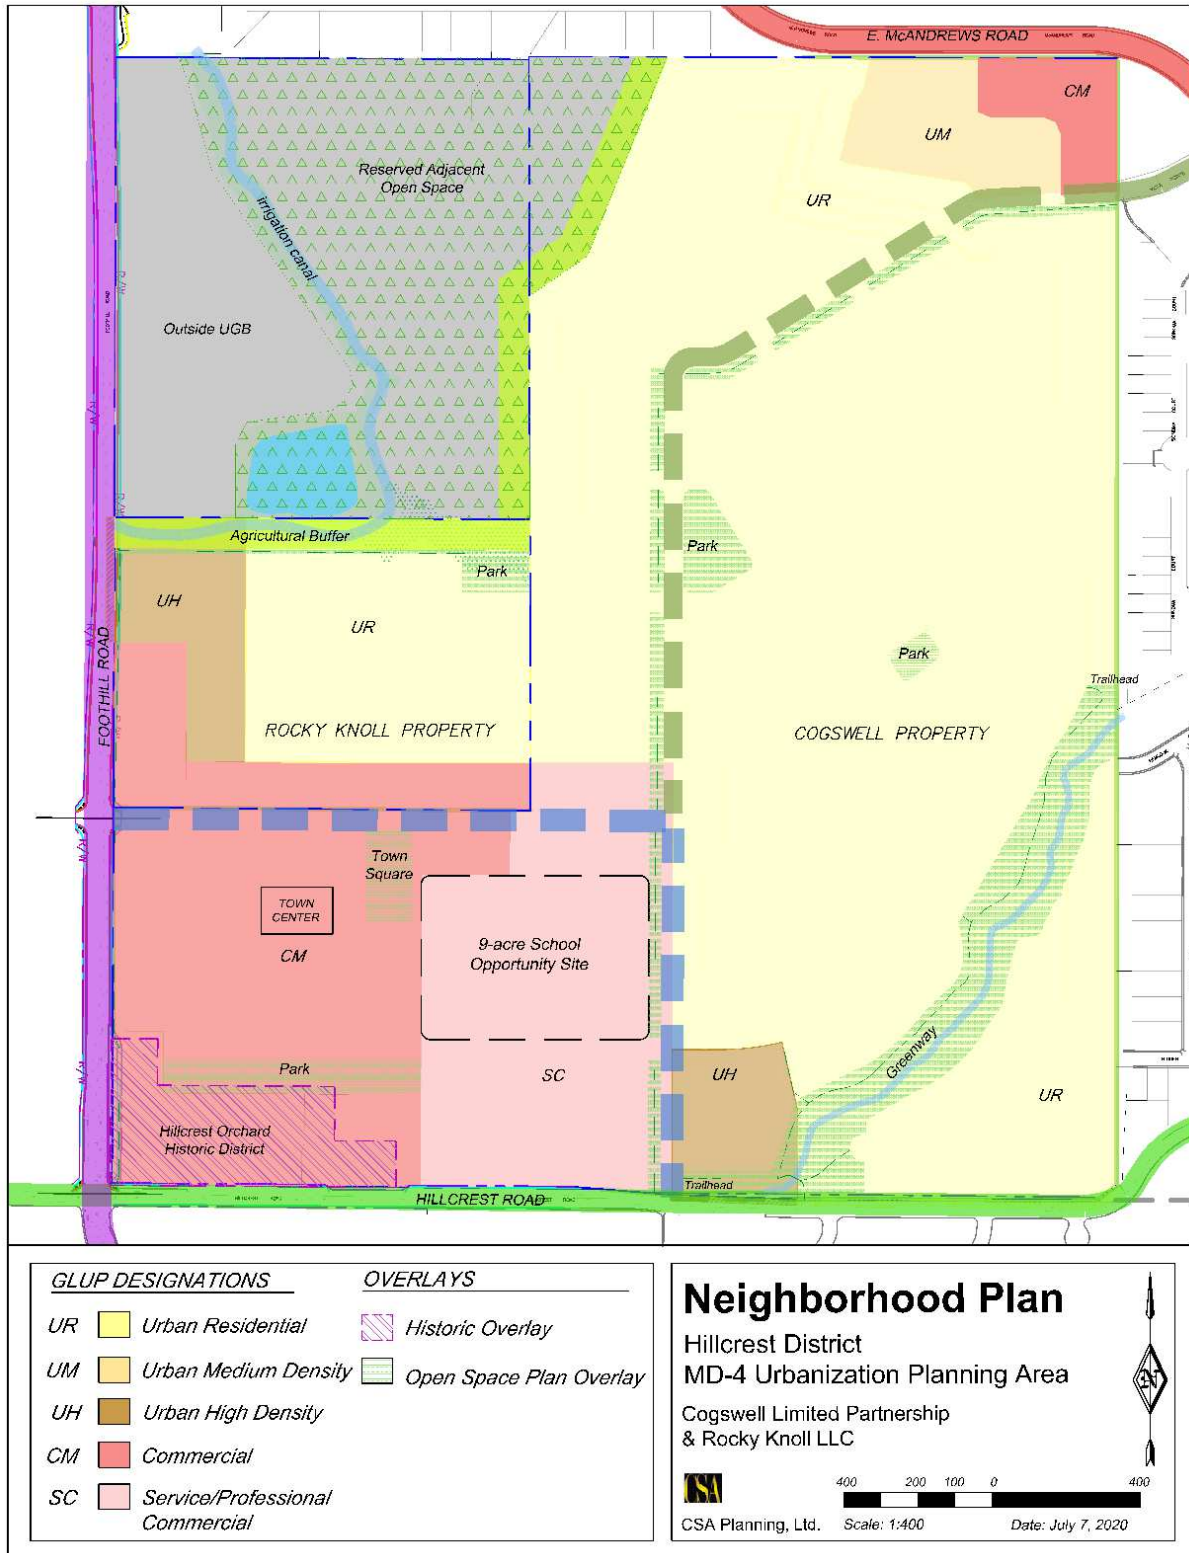 E. McANDREWS ROAD
CM
UM
Reserved Adjacent
Open Space
UR
irrigation canal
Outside UGB
Agricultural Buffer
Park
Park
UH
UR
FOOTHILL ROAD
Park
Trailhead
ROCKY KNOLL PROPERTY
COGSWELL PROPERTY
Town
Square
TOWN
CENTER
CM
9-acre School
Opportunity Site
Greenway
Park
SC
UH
UR
Hillcrest Orchard
Historic District
Trailhead
HILLCREST ROAD
GLUP DESIGNATIONS
UR Urban Residential
UM Urban Medium Density
UH Urban High Density
CM Commercial
SC Service/Professional
Commercial
OVERLAYS
Historic Overlay
Open Space Plan Overlay
Neighborhood Plan
Hillcrest District
MD-4 Urbanization Planning Area
Cogswell Limited Partnership
& Rocky Knoll LLC
N
CSA
CSA Planning, Ltd.
400 200 100 0 400
Scale: 1:400
Date: July 7, 2020